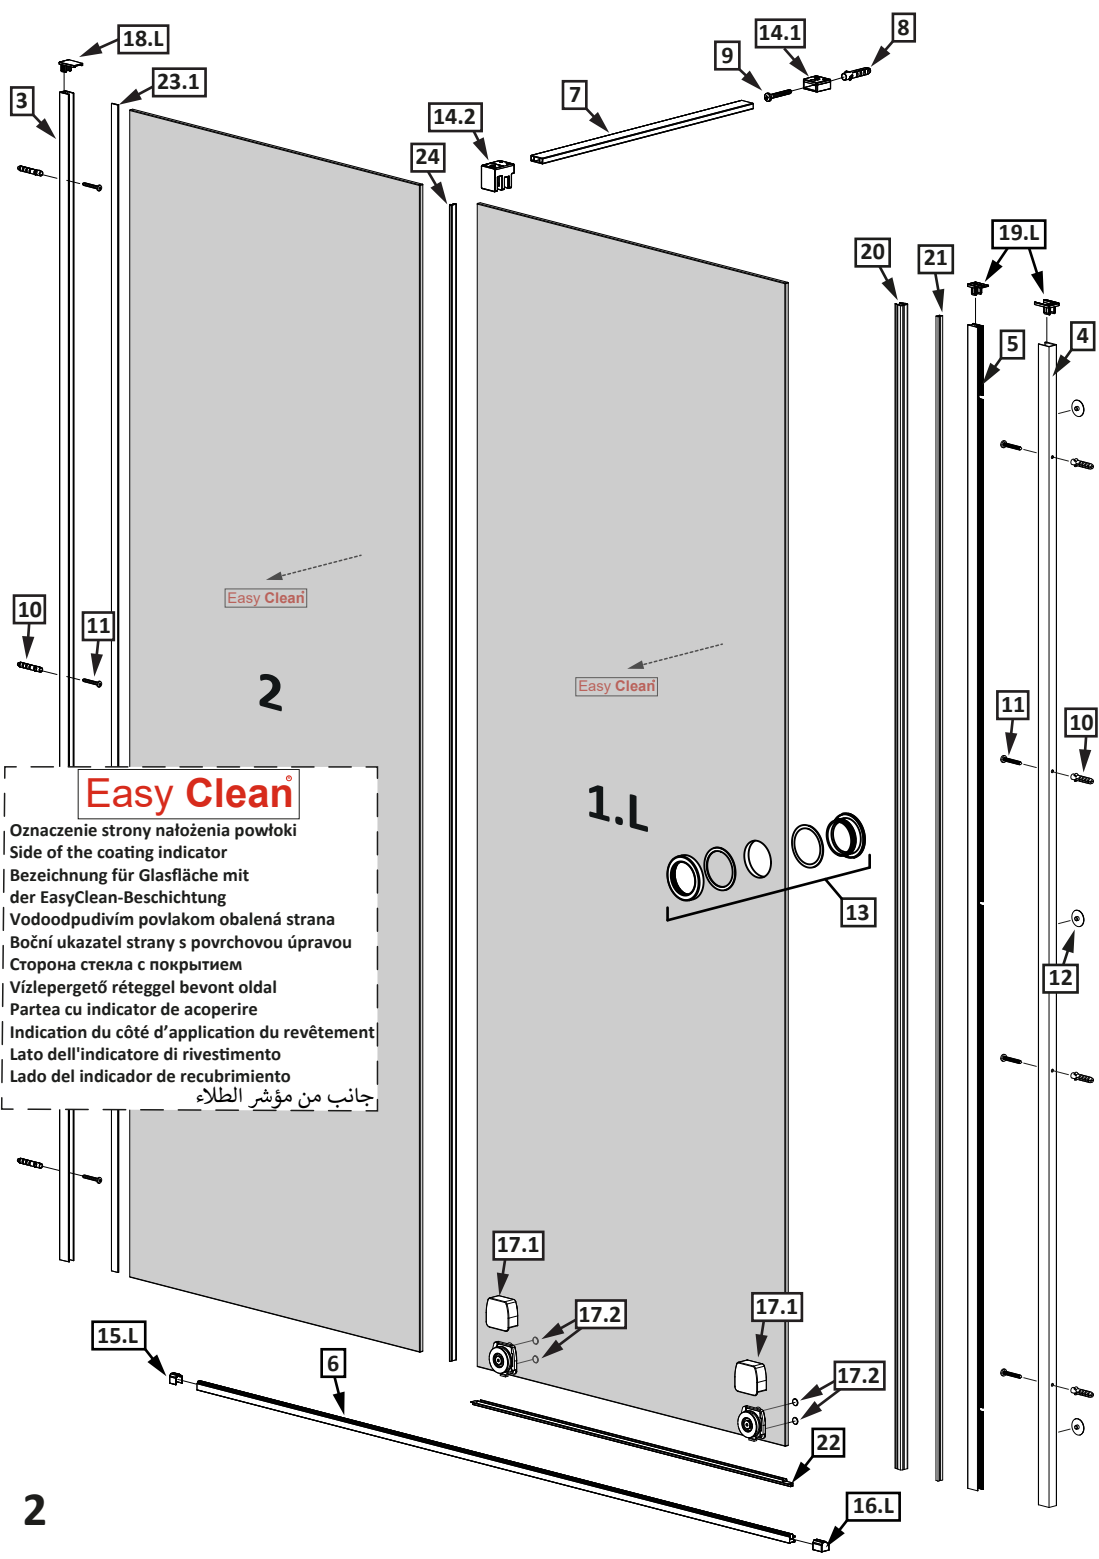 18.L
8
14.1
9
23.1
3
7
14.2
24
19.L
20
21
5
4
Easy Clean
10
11
2
Easy Clean
11
10
Easy Clean®
Oznaczenie strony nałożenia powłoki
Side of the coating indicator
Bezeichnung für Glasfläche mit
der EasyClean-Beschichtung
Vodoodpudivím povlakom obalená strana
Boční ukazatel strany s povrchovou úpravou
Сторона стекла с покрытием
Vízlepergető réteggel bevont oldal
Partea cu indicator de acoperire
Indication du côté d’application du revêtement
Lato dell'indicatore di rivestimento
Lado del indicador de recubrimiento
جانب من مؤشر الطلاء
1.L
13
12
17.1
17.2
17.1
15.L
6
17.2
22
16.L
2